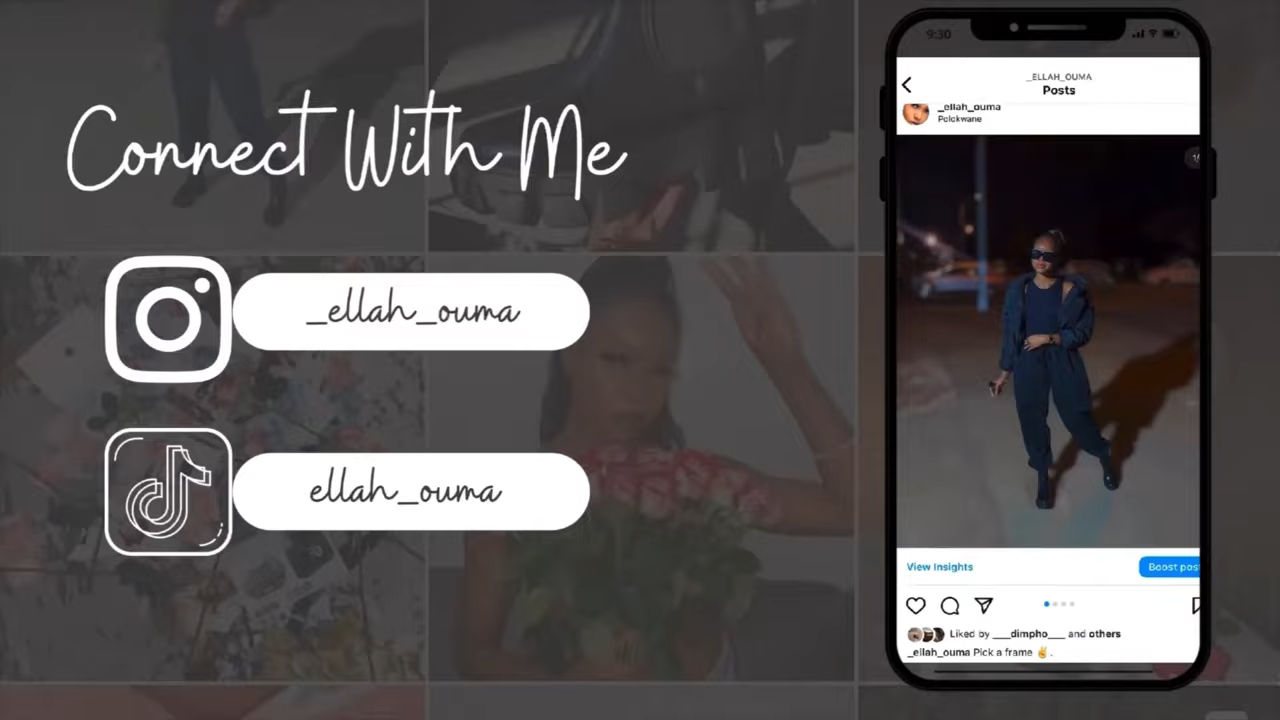 Connect With Me
_ellah_ouma
ellah_ouma
9:30
_ELLAH_OUMA
Posts
_ellah_ouma
Polokwane
View Insights
Boost post
Liked by ___dimpho___ and others
_ellah_ouma Pick a frame ✌️.